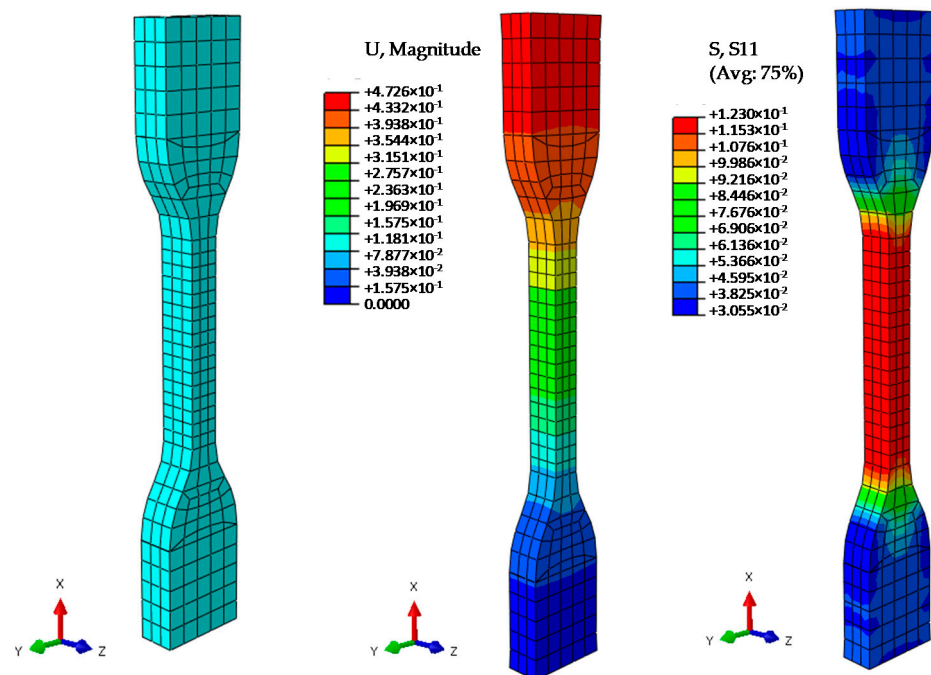 U, Magnitude
+4.726×10⁻¹
+4.332×10⁻¹
+3.938×10⁻¹
+3.544×10⁻¹
+3.151×10⁻¹
+2.757×10⁻¹
+2.363×10⁻¹
+1.969×10⁻¹
+1.575×10⁻¹
+1.181×10⁻¹
+7.877×10⁻²
+3.938×10⁻²
+1.575×10⁻¹
0.0000
S, S11
(Avg: 75%)
+1.230×10⁻¹
+1.153×10⁻¹
+1.076×10⁻¹
+9.986×10⁻²
+9.216×10⁻²
+8.446×10⁻²
+7.676×10⁻²
+6.906×10⁻²
+6.136×10⁻²
+5.366×10⁻²
+4.595×10⁻²
+3.825×10⁻²
+3.055×10⁻²
X
Y
Z
X
Y
Z
X
Y
Z